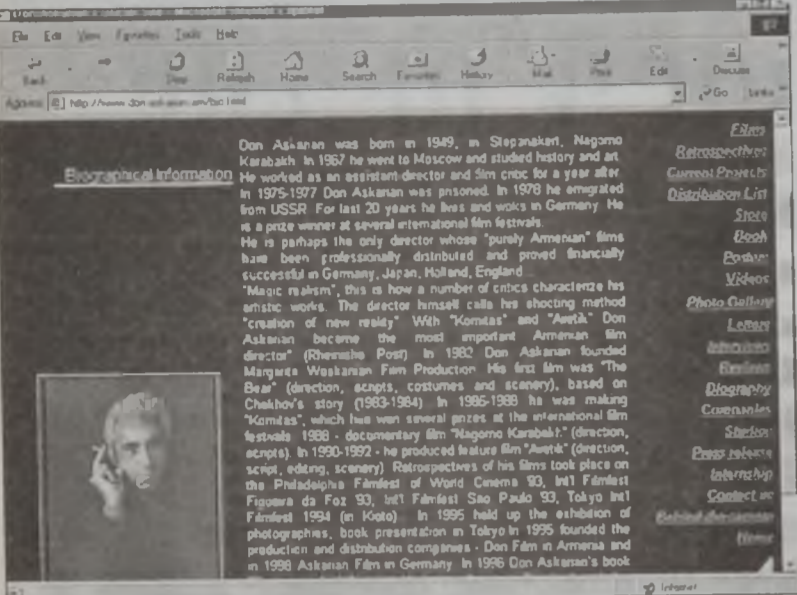 File Edit View Favorites Tools Help
Back Stop Refresh Home Search Favorites History Mail Print Edit Discuss
Address http://www.don Go Links
Biographical Information
Don Askarian was born in 1949, in Stepanakert, Nagorno
Karabakh. In 1967 he went to Moscow and studied history and art.
He worked as an assistant-director and film critic for a year after.
In 1975-1977 Don Askarian was prisoned. In 1978 he emigrated
from USSR. For last 20 years he lives and woks in Germany. He
is a prize winner at several international film festivals.
He is perhaps the only director whose "purely Armenian" films
have been professionally distributed and proved financially
successful in Germany, Japan, Holland, England...
"Magic realism", this is how a number of critics characterize his
artistic works. The director himself calls his shooting method
"creation of new reality". With "Komitas" and "Avetik" Don
Askarian became the most important Armenian film
director" (Rheinishe Post). In 1982 Don Askarian founded
Margarita Woskanian Film Production. His first film was "The
Bear" (direction, scripts, costumes and scenery), based on
Chekhov's story (1983-1984). In 1986-1988 he was making
"Komitas", which has won several prizes at the international film
festivals. 1988 - documentary film "Nagorno Karabakh" (direction,
scripts). In 1990-1992 - he produced feature film "Avetik" (direction,
script, editing, scenery). Retrospectives of his films took place on
the Philadelphia Filmfest of World Cinema '93, Int'l Filmfest
Figueira da Foz '93, Int'l Filmfest Sao Paulo '93, Tokyo Int'l
Filmfest 1994 (in Kioto). In 1995 held up the exhibition of
photographies, book presentation in Tokyo In 1995 founded the
production and distribution companies - Don Film in Armenia and
in 1998 Askarian Film in Germany. In 1996 Don Askarian's book
Films
Retrospectives
Current Projects
Distribution List
Store
Book
Posters
Videos
Photo Gallery
Letters
Interviews
Reviews
Biography
Press release
Internship
Contact us
Behind the scenes
Home
Internet